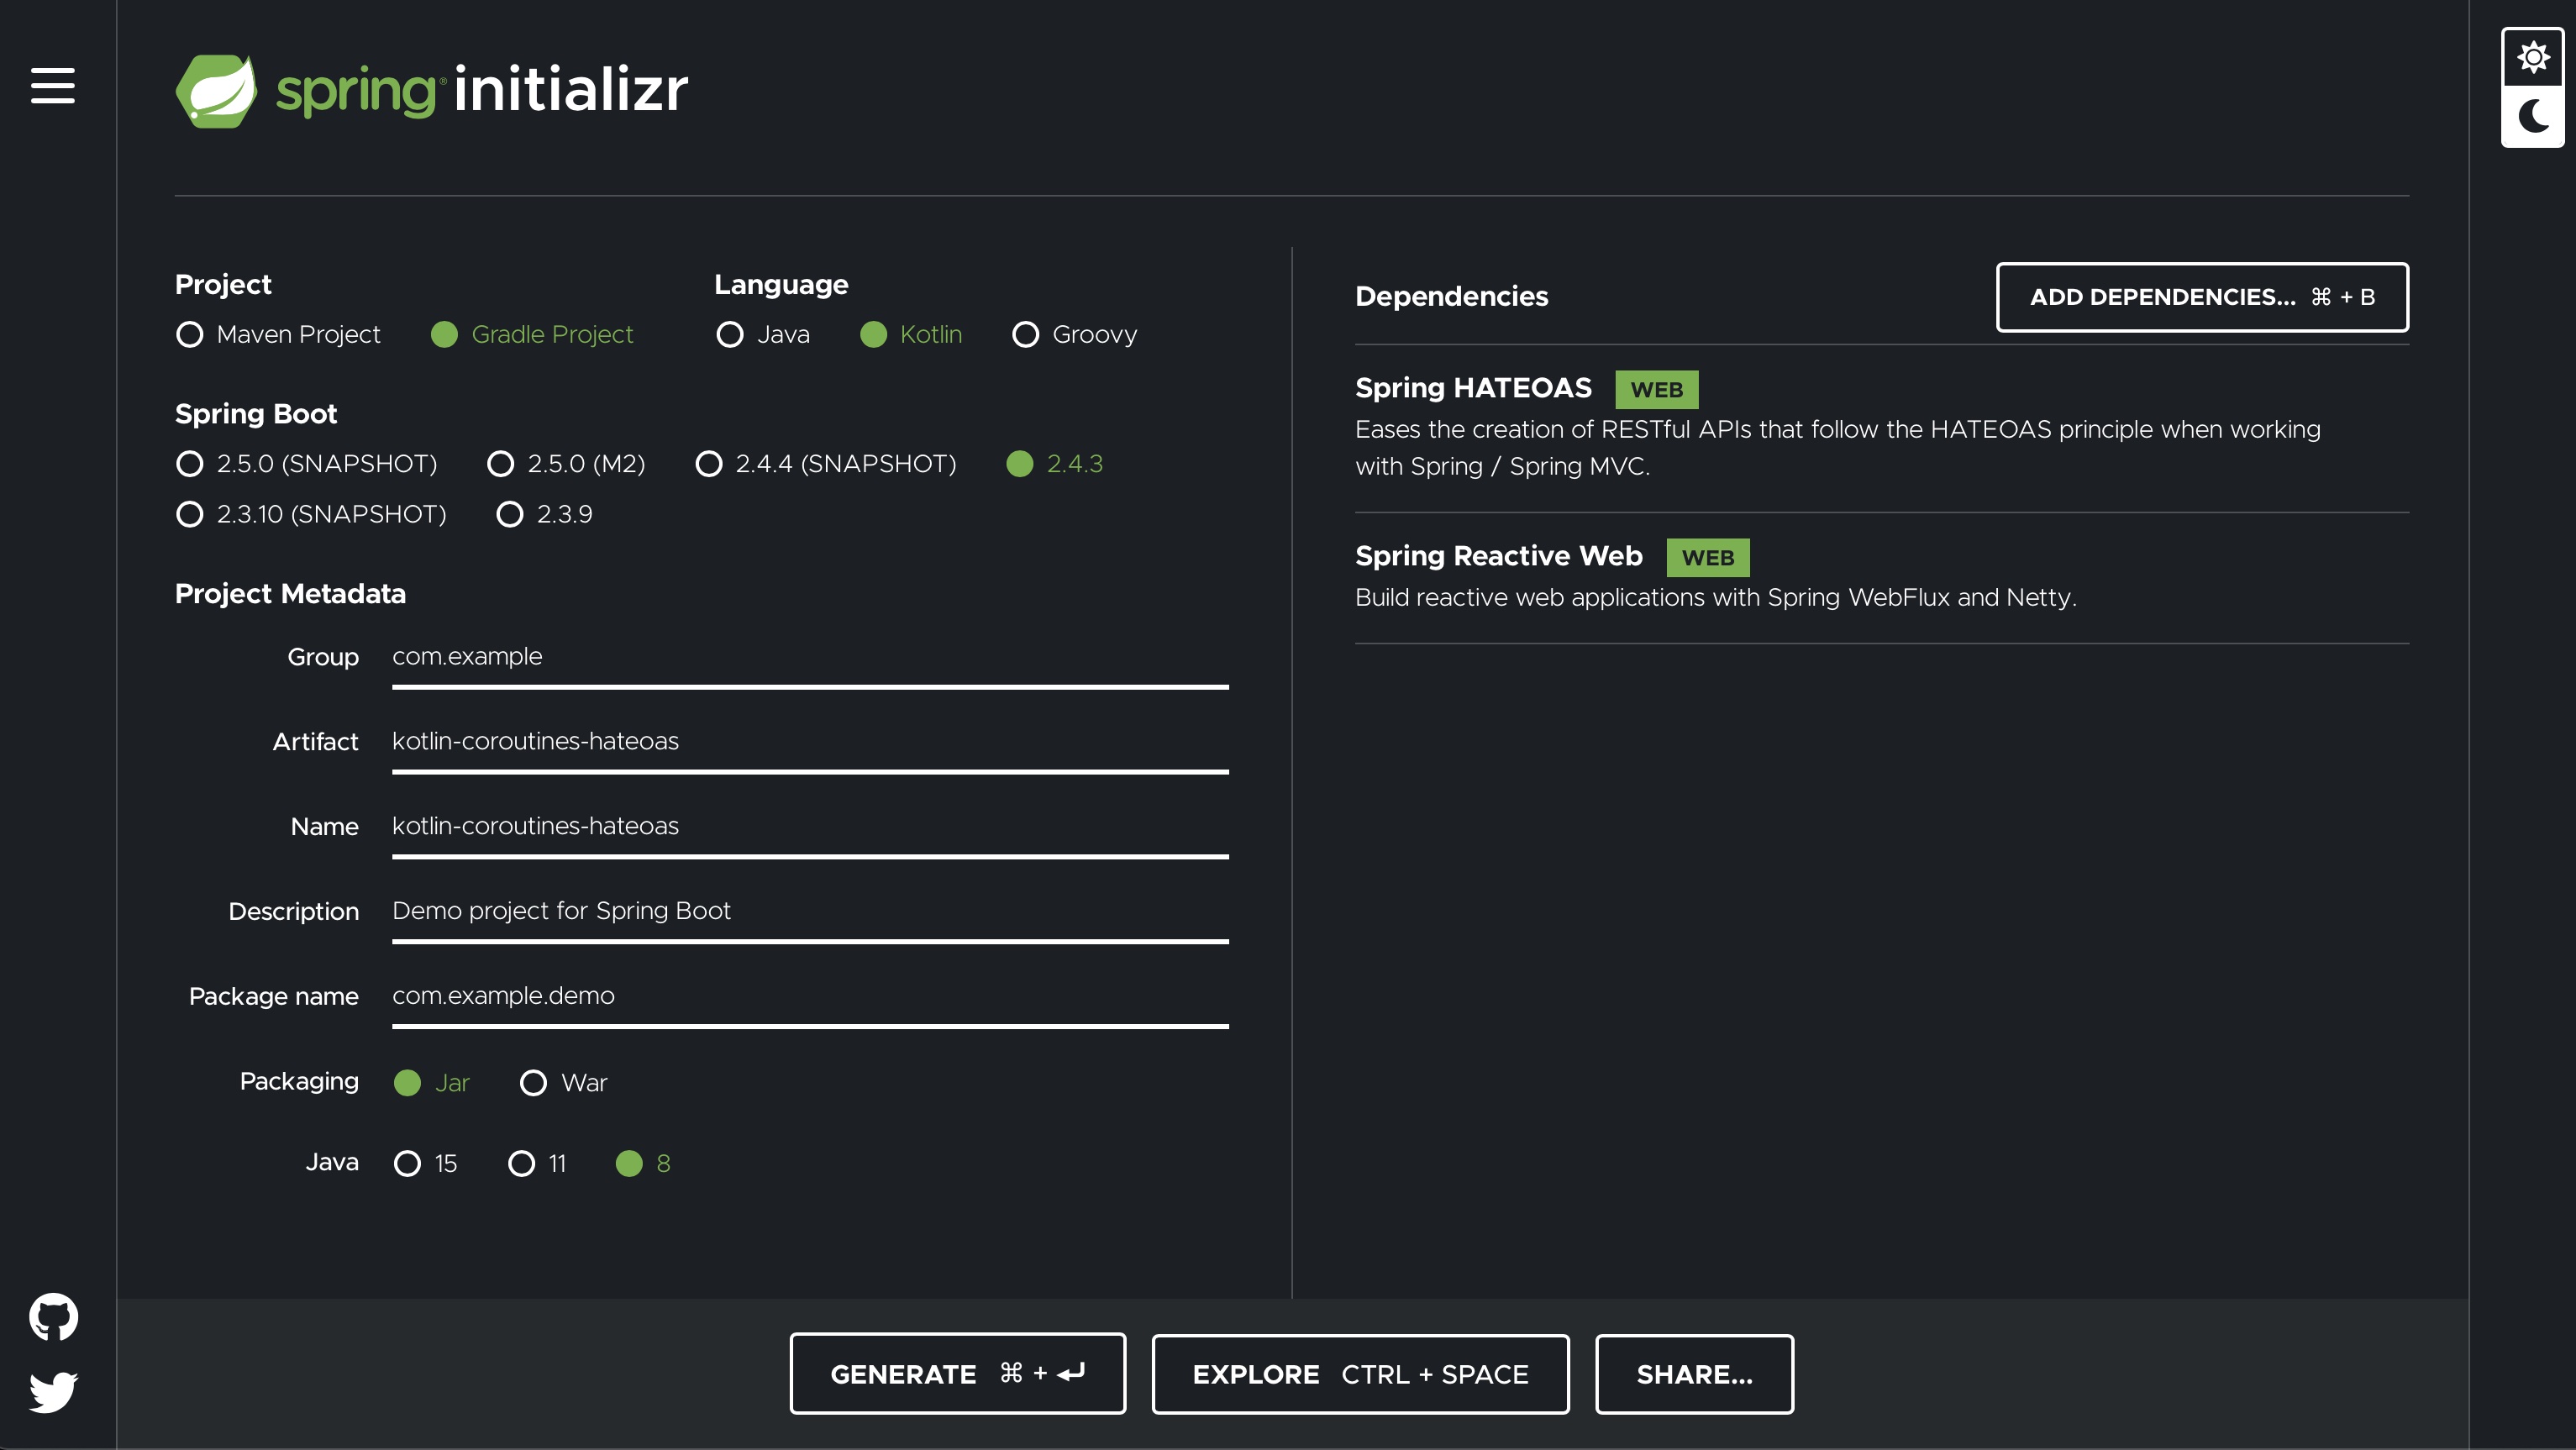 spring® initializr
Project
Maven Project Gradle Project
Language
Java Kotlin Groovy
Spring Boot
2.5.0 (SNAPSHOT) 2.5.0 (M2) 2.4.4 (SNAPSHOT) 2.4.3
2.3.10 (SNAPSHOT) 2.3.9
Project Metadata
Group com.example
Artifact kotlin-coroutines-hateoas
Name kotlin-coroutines-hateoas
Description Demo project for Spring Boot
Package name com.example.demo
Packaging Jar War
Java 15 11 8
Dependencies ADD DEPENDENCIES... ⌘ + B
Spring HATEOAS WEB
Eases the creation of RESTful APIs that follow the HATEOAS principle when working
with Spring / Spring MVC.
Spring Reactive Web WEB
Build reactive web applications with Spring WebFlux and Netty.
GENERATE ⌘ + ⏎ EXPLORE CTRL + SPACE SHARE...